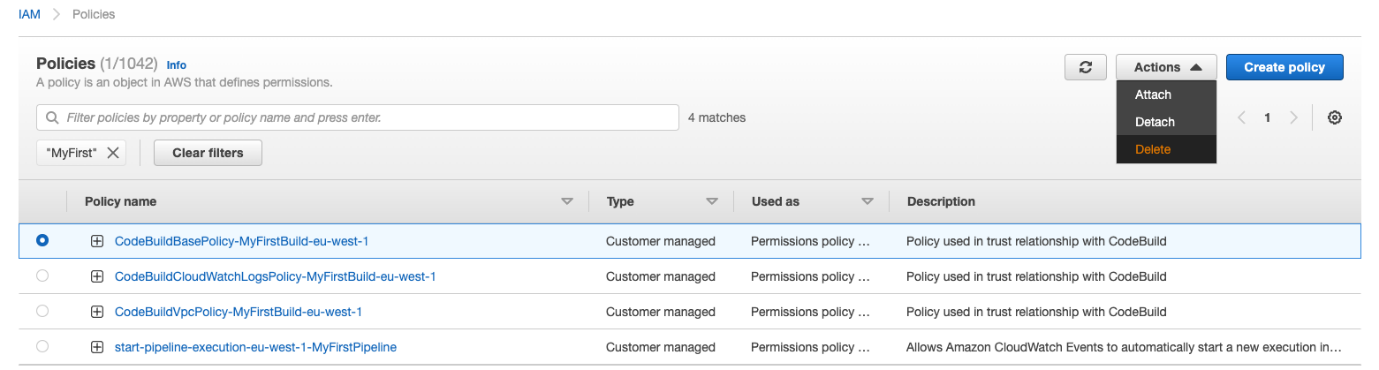 IAM > Policies
Policies (1/1042) Info
A policy is an object in AWS that defines permissions.
Actions
Create policy
Attach
Detach
Delete
Filter policies by property or policy name and press enter.
4 matches
1
"MyFirst"
Clear filters
Policy name Type Used as Description
CodeBuildBasePolicy-MyFirstBuild-eu-west-1 Customer managed Permissions policy ... Policy used in trust relationship with CodeBuild
CodeBuildCloudWatchLogsPolicy-MyFirstBuild-eu-west-1 Customer managed Permissions policy ... Policy used in trust relationship with CodeBuild
CodeBuildVpcPolicy-MyFirstBuild-eu-west-1 Customer managed Permissions policy ... Policy used in trust relationship with CodeBuild
start-pipeline-execution-eu-west-1-MyFirstPipeline Customer managed Permissions policy ... Allows Amazon CloudWatch Events to automatically start a new execution in...